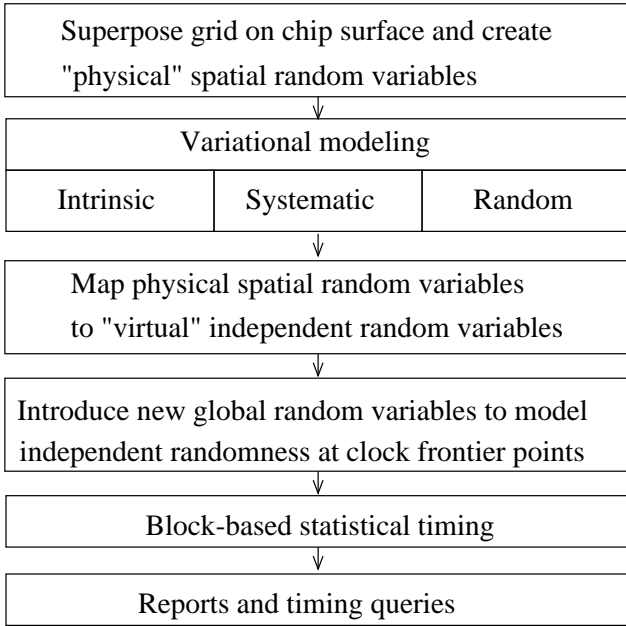 Superpose grid on chip surface and create
"physical" spatial random variables
Variational modeling
Intrinsic Systematic Random
Map physical spatial random variables
to "virtual" independent random variables
Introduce new global random variables to model
independent randomness at clock frontier points
Block-based statistical timing
Reports and timing queries